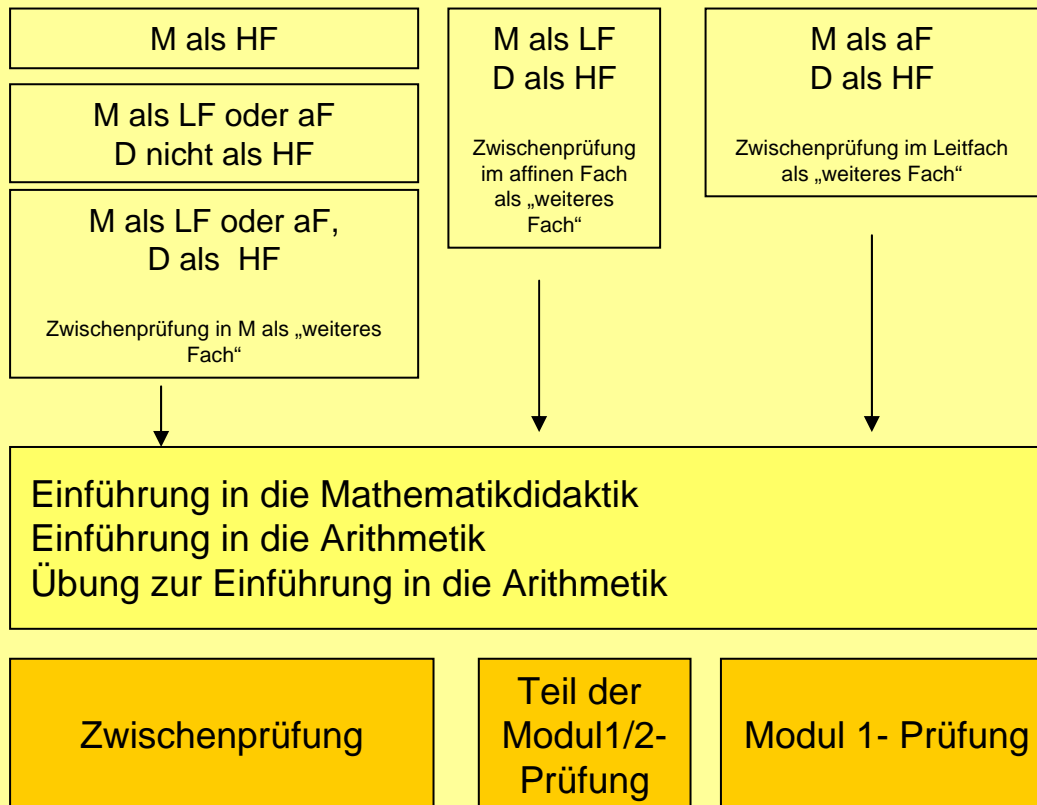 M als HF
M als LF oder aF
D nicht als HF
M als LF oder aF,
D als HF
Zwischenprüfung in M als „weiteres
Fach“
M als LF
D als HF
Zwischenprüfung
im affinen Fach
als „weiteres
Fach“
M als aF
D als HF
Zwischenprüfung im Leitfach
als „weiteres Fach“
Einführung in die Mathematikdidaktik
Einführung in die Arithmetik
Übung zur Einführung in die Arithmetik
Zwischenprüfung
Teil der
Modul1/2-
Prüfung
Modul 1- Prüfung